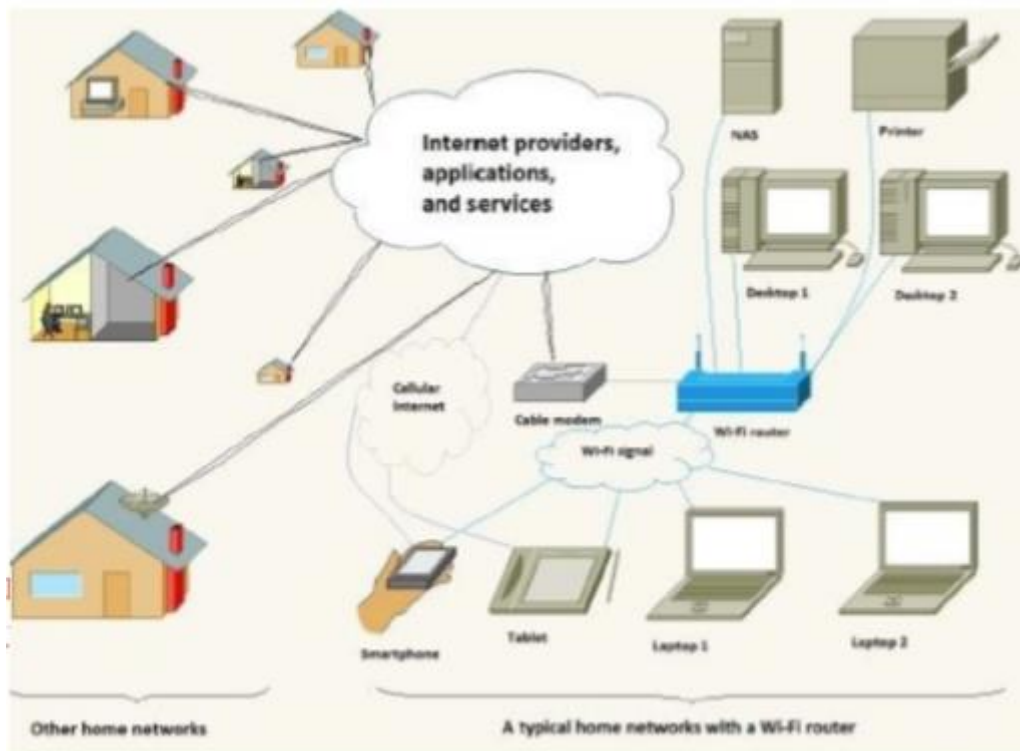 Internet providers,
applications,
and services
NAS
Printer
Desktop 1
Desktop 2
Cellular
Internet
Cable modem
Wi-Fi router
Wi-Fi signal
Smartphone
Tablet
Laptop 1
Laptop 2
Other home networks
A typical home networks with a Wi-Fi router